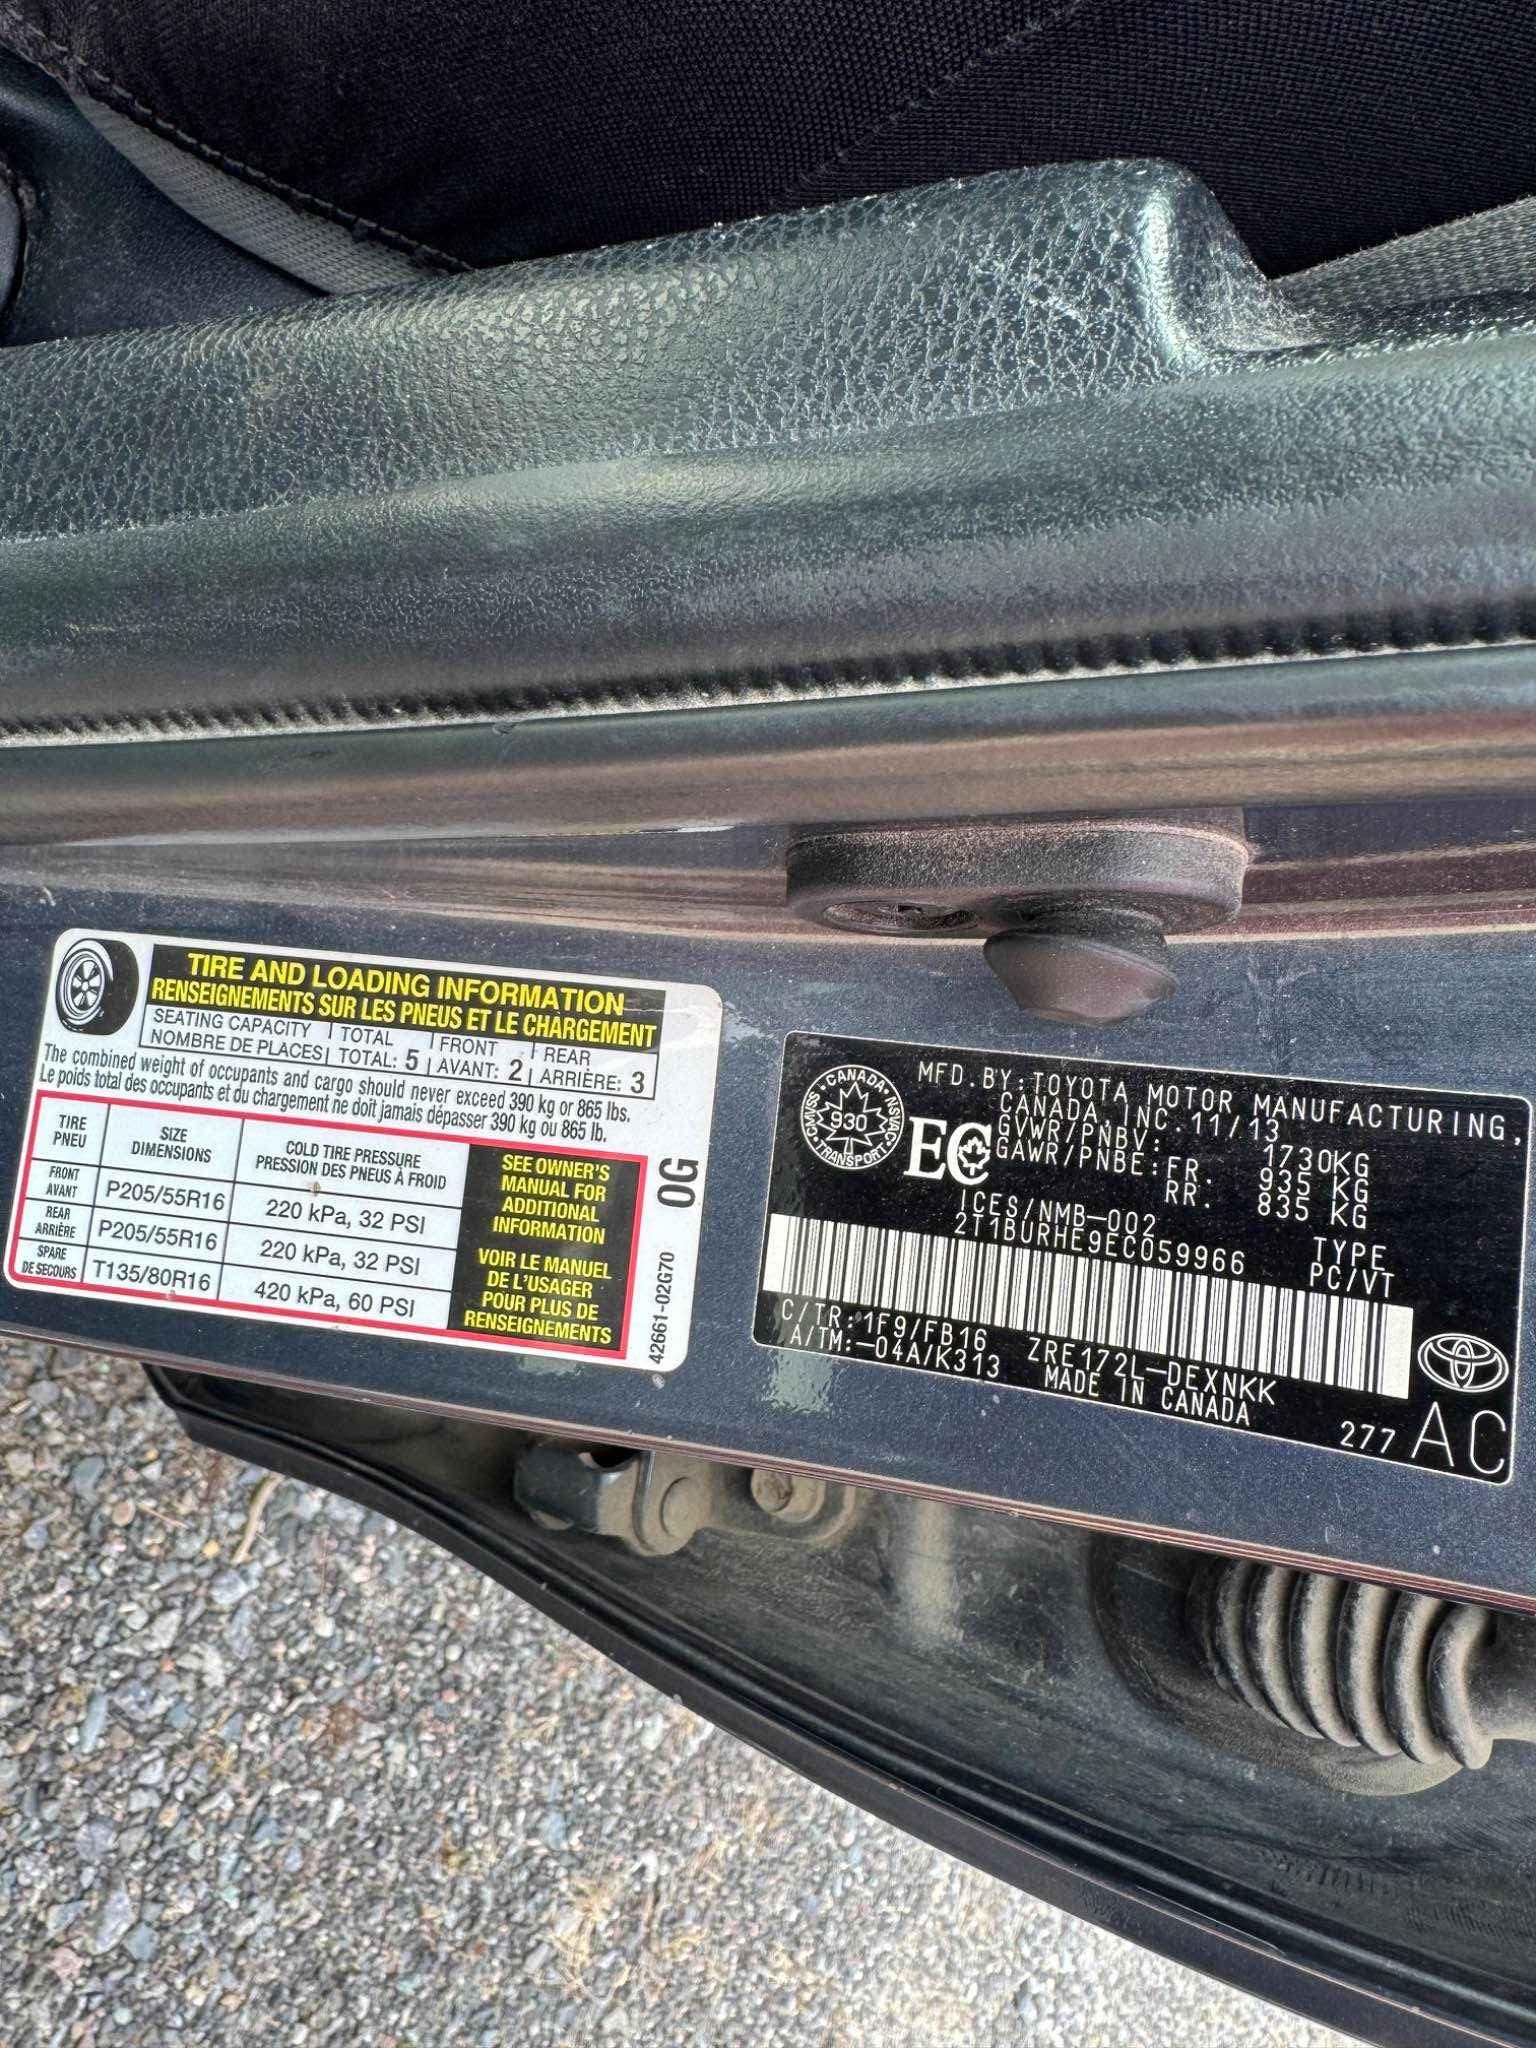 TIRE AND LOADING INFORMATION
RENSEIGNEMENTS SUR LES PNEUS ET LE CHARGEMENT
SEATING CAPACITY | TOTAL | FRONT | REAR
NOMBRE DE PLACES | TOTAL: 5 | AVANT: 2 | ARRIÈRE: 3
The combined weight of occupants and cargo should never exceed 390 kg or 865 lbs.
Le poids total des occupants et du chargement ne doit jamais dépasser 390 kg ou 865 lb.
TIRE
PNEU
SIZE
DIMENSIONS
COLD TIRE PRESSURE
PRESSION DES PNEUS À FROID
FRONT
AVANT
P205/55R16
220 kPa, 32 PSI
REAR
ARRIÈRE
P205/55R16
220 kPa, 32 PSI
SPARE
DE SECOURS
T135/80R16
420 kPa, 60 PSI
SEE OWNER'S
MANUAL FOR
ADDITIONAL
INFORMATION
VOIR LE MANUEL
DE L'USAGER
POUR PLUS DE
RENSEIGNEMENTS
0G
42661-02G70
CANADA
930
TRANSPORT
EC
MFD.BY:TOYOTA MOTOR MANUFACTURING,
CANADA,INC.11/13
GVWR/PNBV: 1730KG
GAWR/PNBE:FR: 935 KG
RR: 835 KG
ICES/NMB-002
2T1BURHE9EC059966
TYPE
PC/VT
C/TR:1F9/FB16 ZRE172L-DEXNKK
A/TM:-04A/K313 MADE IN CANADA
277 AC